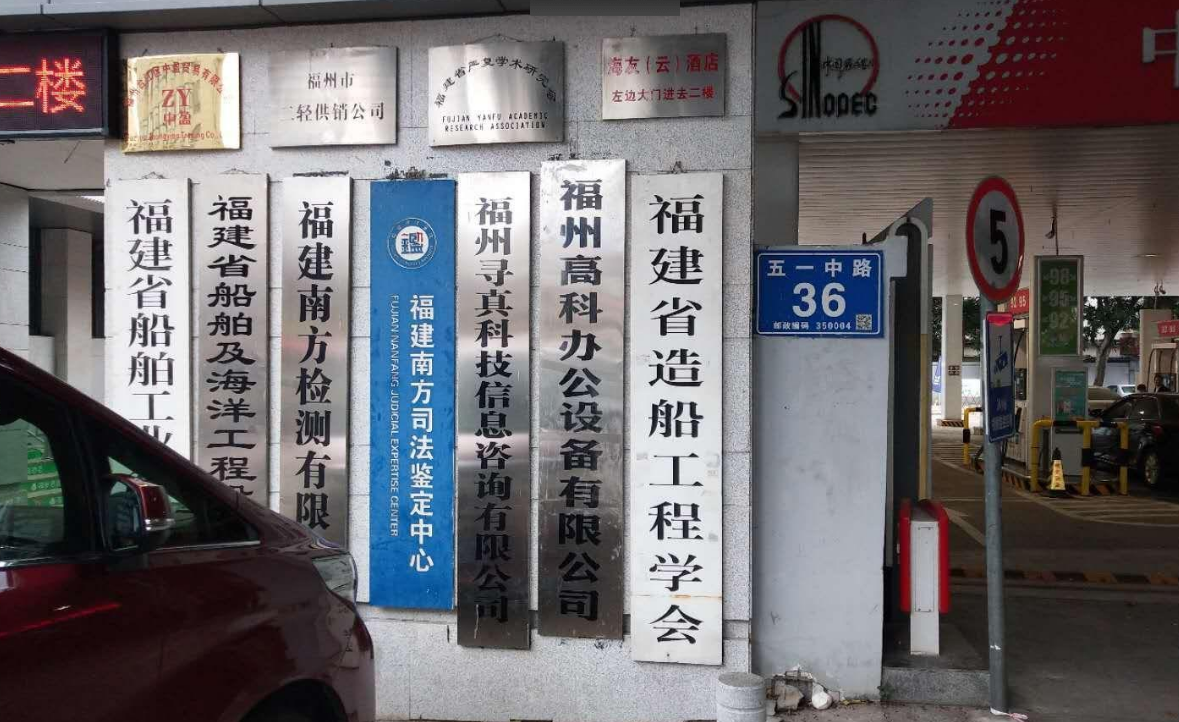 二楼
ZY
中盈
福州市
二轻供销公司
福建省严复学术研究会
FUJIAN YANFU ACADEMIC
RESEARCH ASSOCIATION
海友（云）酒店
左边大门进去二楼
SINOPEC
中
福建省船舶工业
福建省船舶及海洋工程
福建南方检测有限
福建南方司法鉴定中心
FUJIAN NANFANG JUDICIAL EXPERTISE CENTER
福州寻真科技信息咨询有限公司
福州高科办公设备有限公司
福建省造船工程学会
五一中路
36
邮政编码 350004
5
98
95
92